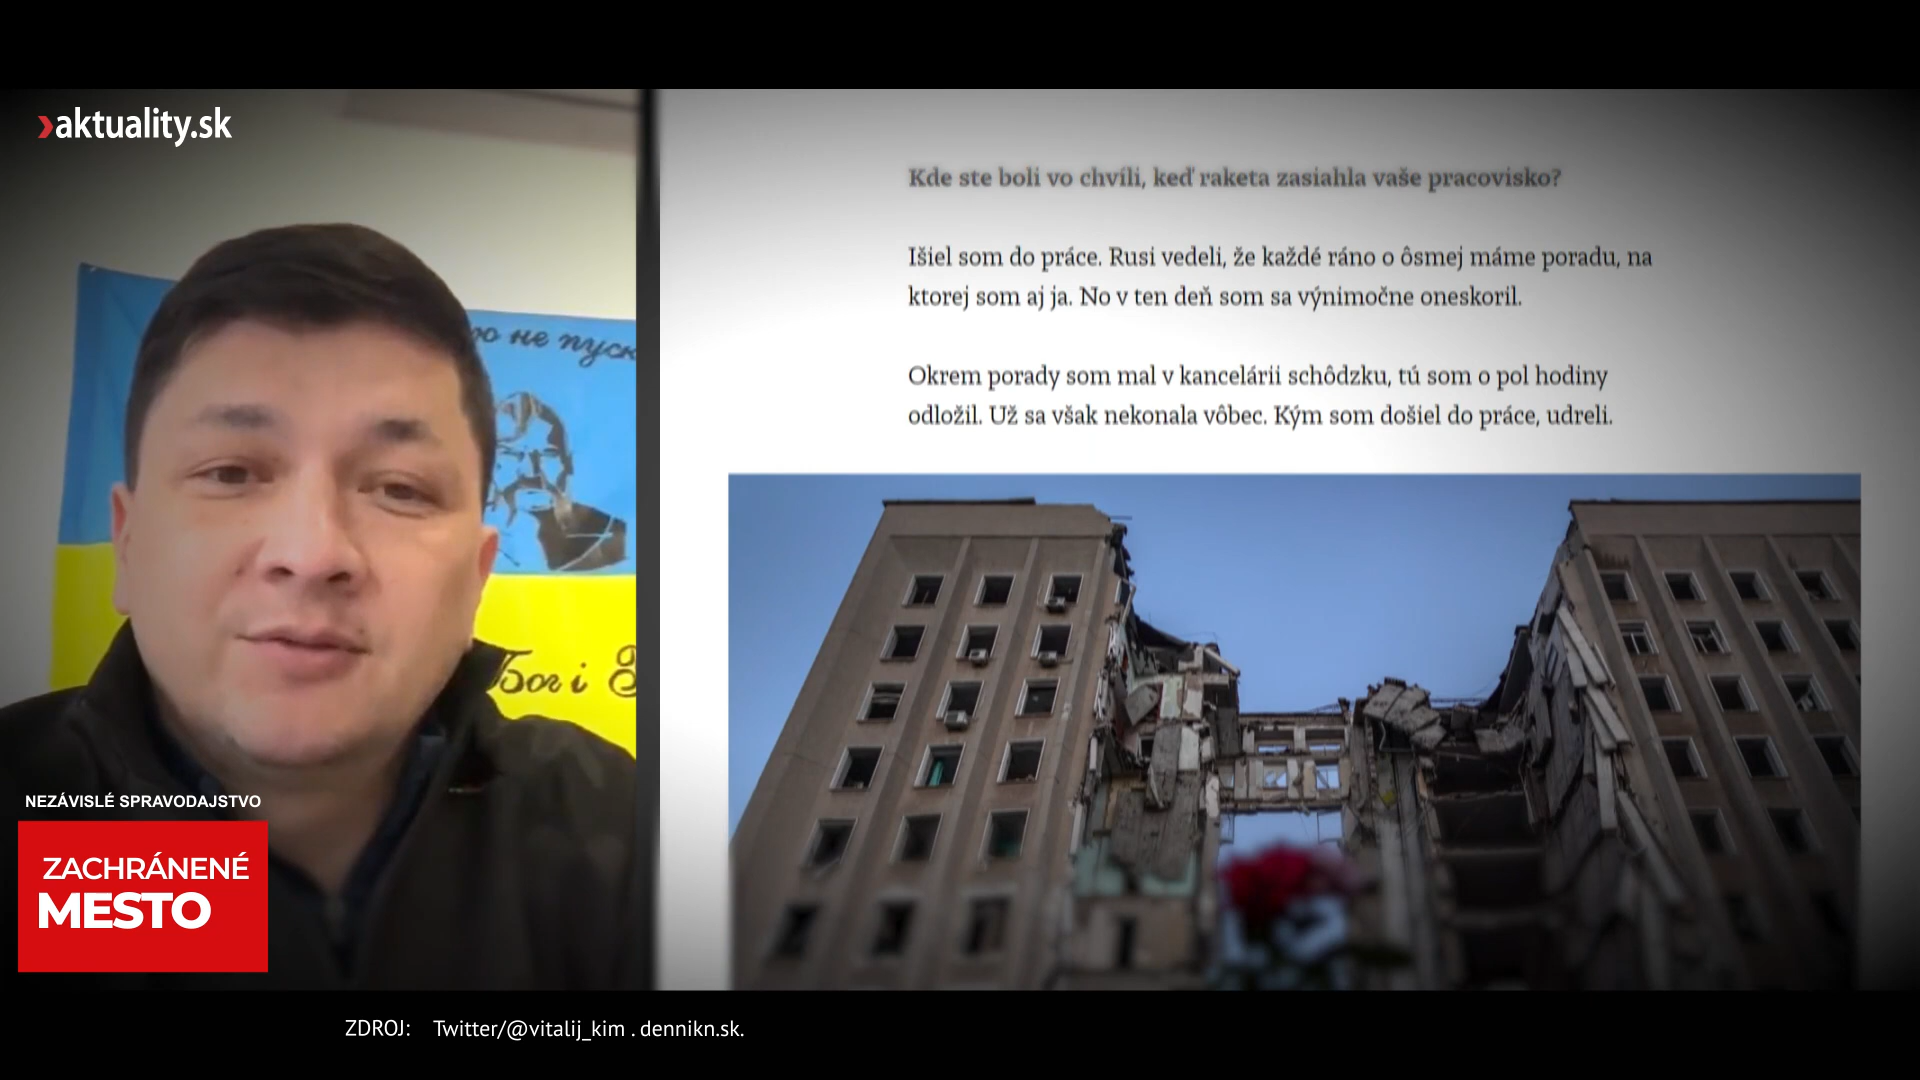 aktuality.sk
Kde ste boli vo chvíli, keď raketa zasiahla vaše pracovisko?
Išiel som do práce. Rusi vedeli, že každé ráno o ôsmej máme poradu, na
ktorej som aj ja. No v ten deň som sa výnimočne oneskoril.
Okrem porady som mal v kancelárii schôdzku, tú som o pol hodiny
odložil. Už sa však nekonala vôbec. Kým som došiel do práce, udreli.
не
Бог і
NEZÁVISLÉ SPRAVODAJSTVO
ZACHRÁNENÉ
MESTO
ZDROJ: Twitter/@vitalij_kim . dennikn.sk.